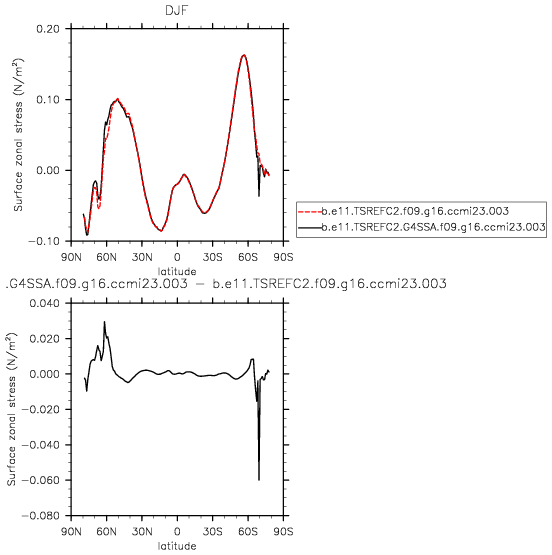 DJF
Surface zonal stress (N/m²)
0.20
0.10
0.00
−0.10
90N 60N 30N 0 30S 60S 90S
latitude
b.e11.TSREFC2.f09.g16.ccmi23.003
b.e11.TSREFC2.G4SSA.f09.g16.ccmi23.003
.G4SSA.f09.g16.ccmi23.003 − b.e11.TSREFC2.f09.g16.ccmi23.003
Surface zonal stress (N/m²)
0.040
0.020
0.000
−0.020
−0.040
−0.060
−0.080
90N 60N 30N 0 30S 60S 90S
latitude